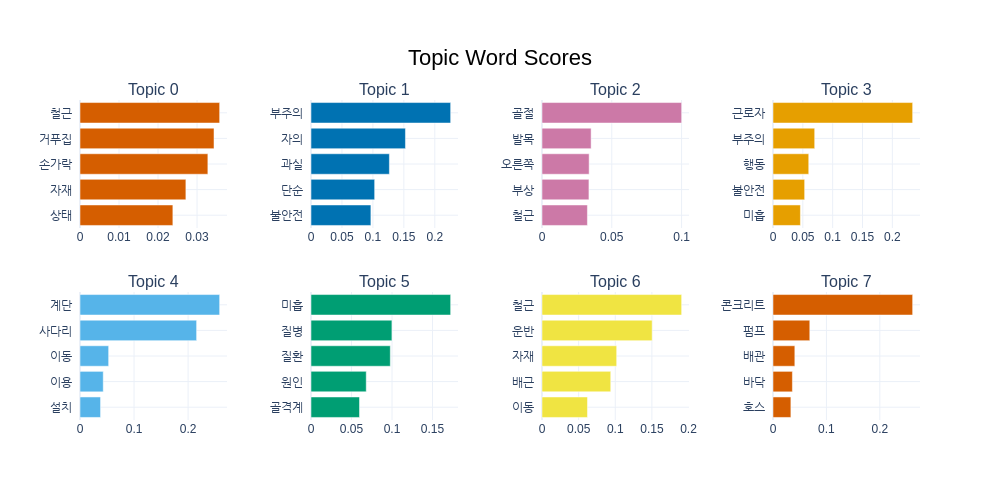 Topic Word Scores
Topic 0
철근
거푸집
손가락
자재
상태
0 0.01 0.02 0.03
Topic 1
부주의
자의
과실
단순
불안전
0 0.05 0.1 0.15 0.2
Topic 2
골절
발목
오른쪽
부상
철근
0 0.05 0.1
Topic 3
근로자
부주의
행동
불안전
미흡
0 0.05 0.1 0.15 0.2
Topic 4
계단
사다리
이동
이용
설치
0 0.1 0.2
Topic 5
미흡
질병
질환
원인
골격계
0 0.05 0.1 0.15
Topic 6
철근
운반
자재
배근
이동
0 0.05 0.1 0.15 0.2
Topic 7
콘크리트
펌프
배관
바닥
호스
0 0.1 0.2